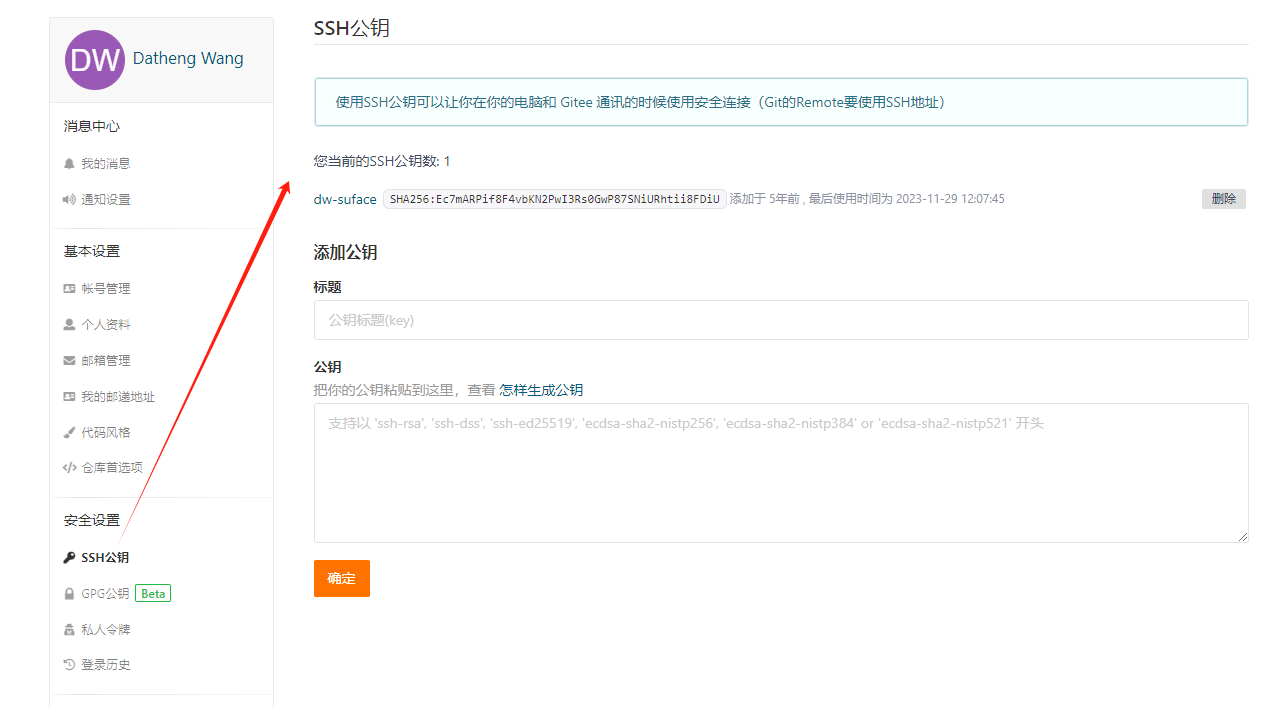 DW Datheng Wang
消息中心
我的消息
通知设置
基本设置
帐号管理
个人资料
邮箱管理
我的邮递地址
代码风格
仓库首选项
安全设置
SSH公钥
GPG公钥 Beta
私人令牌
登录历史
SSH公钥
使用SSH公钥可以让你在你的电脑和 Gitee 通讯的时候使用安全连接（Git的Remote要使用SSH地址）
您当前的SSH公钥数: 1
dw-suface SHA256:Ec7mARPif8F4vbKN2PwI3Rs0GwP87SNiURhtii8FDiU 添加于 5年前 , 最后使用时间为 2023-11-29 12:07:45 删除
添加公钥
标题
公钥标题(key)
公钥
把你的公钥粘贴到这里，查看 怎样生成公钥
支持以 'ssh-rsa', 'ssh-dss', 'ssh-ed25519', 'ecdsa-sha2-nistp256', 'ecdsa-sha2-nistp384' or 'ecdsa-sha2-nistp521' 开头
确定